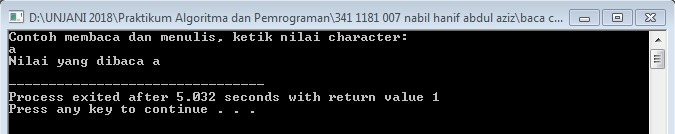 D:\UNJANI 2018\Praktikum Algoritma dan Pemrograman\341 1181 007 nabil hanif abdul aziz\baca c...
Contoh membaca dan menulis, ketik nilai character:
a
Nilai yang dibaca a
--------------------------------
Process exited after 5.032 seconds with return value 1
Press any key to continue . . .